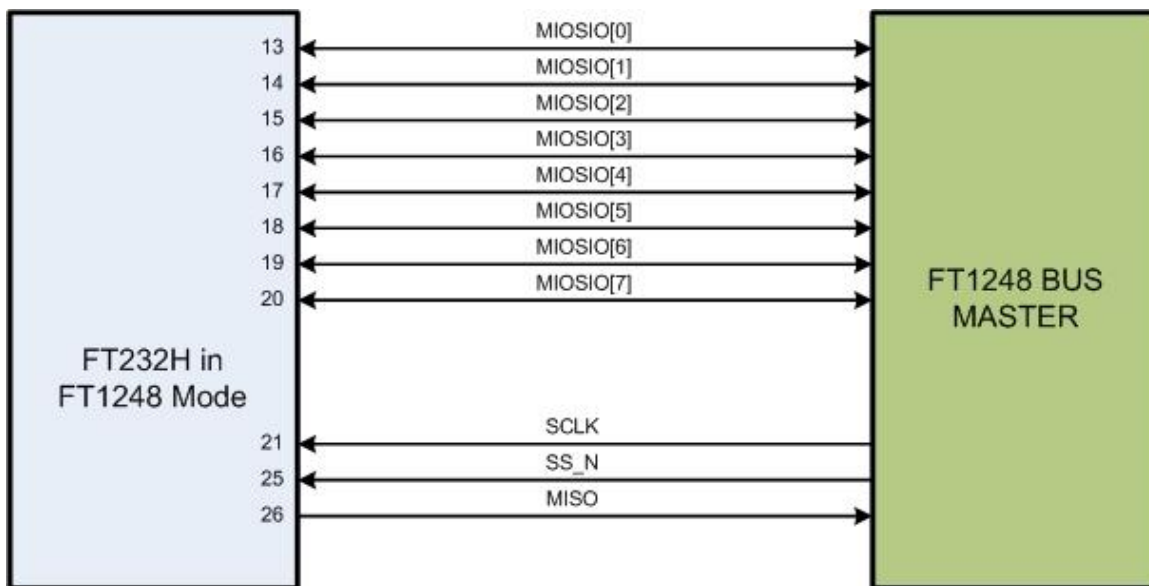 MIOSIO[0]
13
MIOSIO[1]
14
MIOSIO[2]
15
MIOSIO[3]
16
MIOSIO[4]
17
MIOSIO[5]
18
MIOSIO[6]
19
MIOSIO[7]
20
FT1248 BUS
MASTER
FT232H in
FT1248 Mode
SCLK
21
SS_N
25
MISO
26